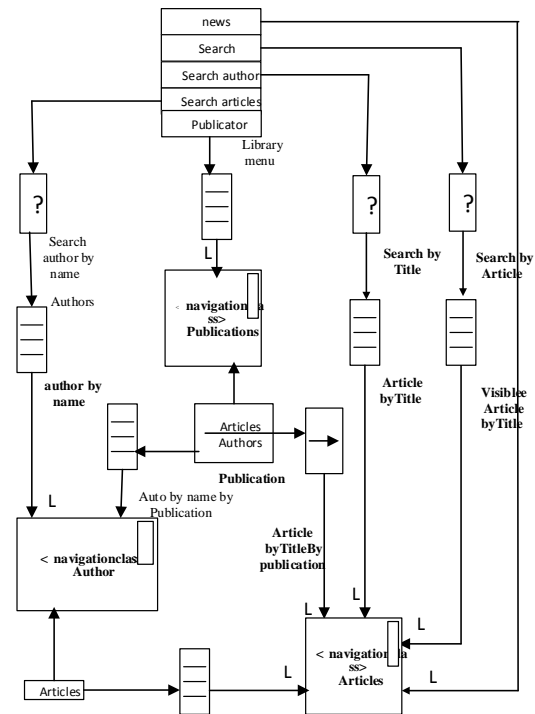 news
Search
Search author
Search articles
Publicator
Library
menu
?
?
?
Search
author by
name
Search by
Title
Search by
Article
L
Authors
< navigationcla
ss>
Publications
author by
name
Article
byTitle
Visiblee
Article
byTitle
Articles
Authors
Publication
L
Auto by name by
Publication
Article
byTitleBy
publication
< navigationclas
Author
L
L
L
< navigationcla
ss>
Articles
Articles
L
L